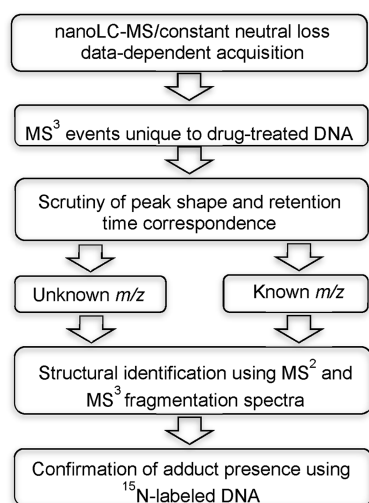 nanoLC-MS/constant neutral loss
data-dependent acquisition
MS³ events unique to drug-treated DNA
Scrutiny of peak shape and retention
time correspondence
Unknown m/z
Known m/z
Structural identification using MS² and
MS³ fragmentation spectra
Confirmation of adduct presence using
¹⁵N-labeled DNA